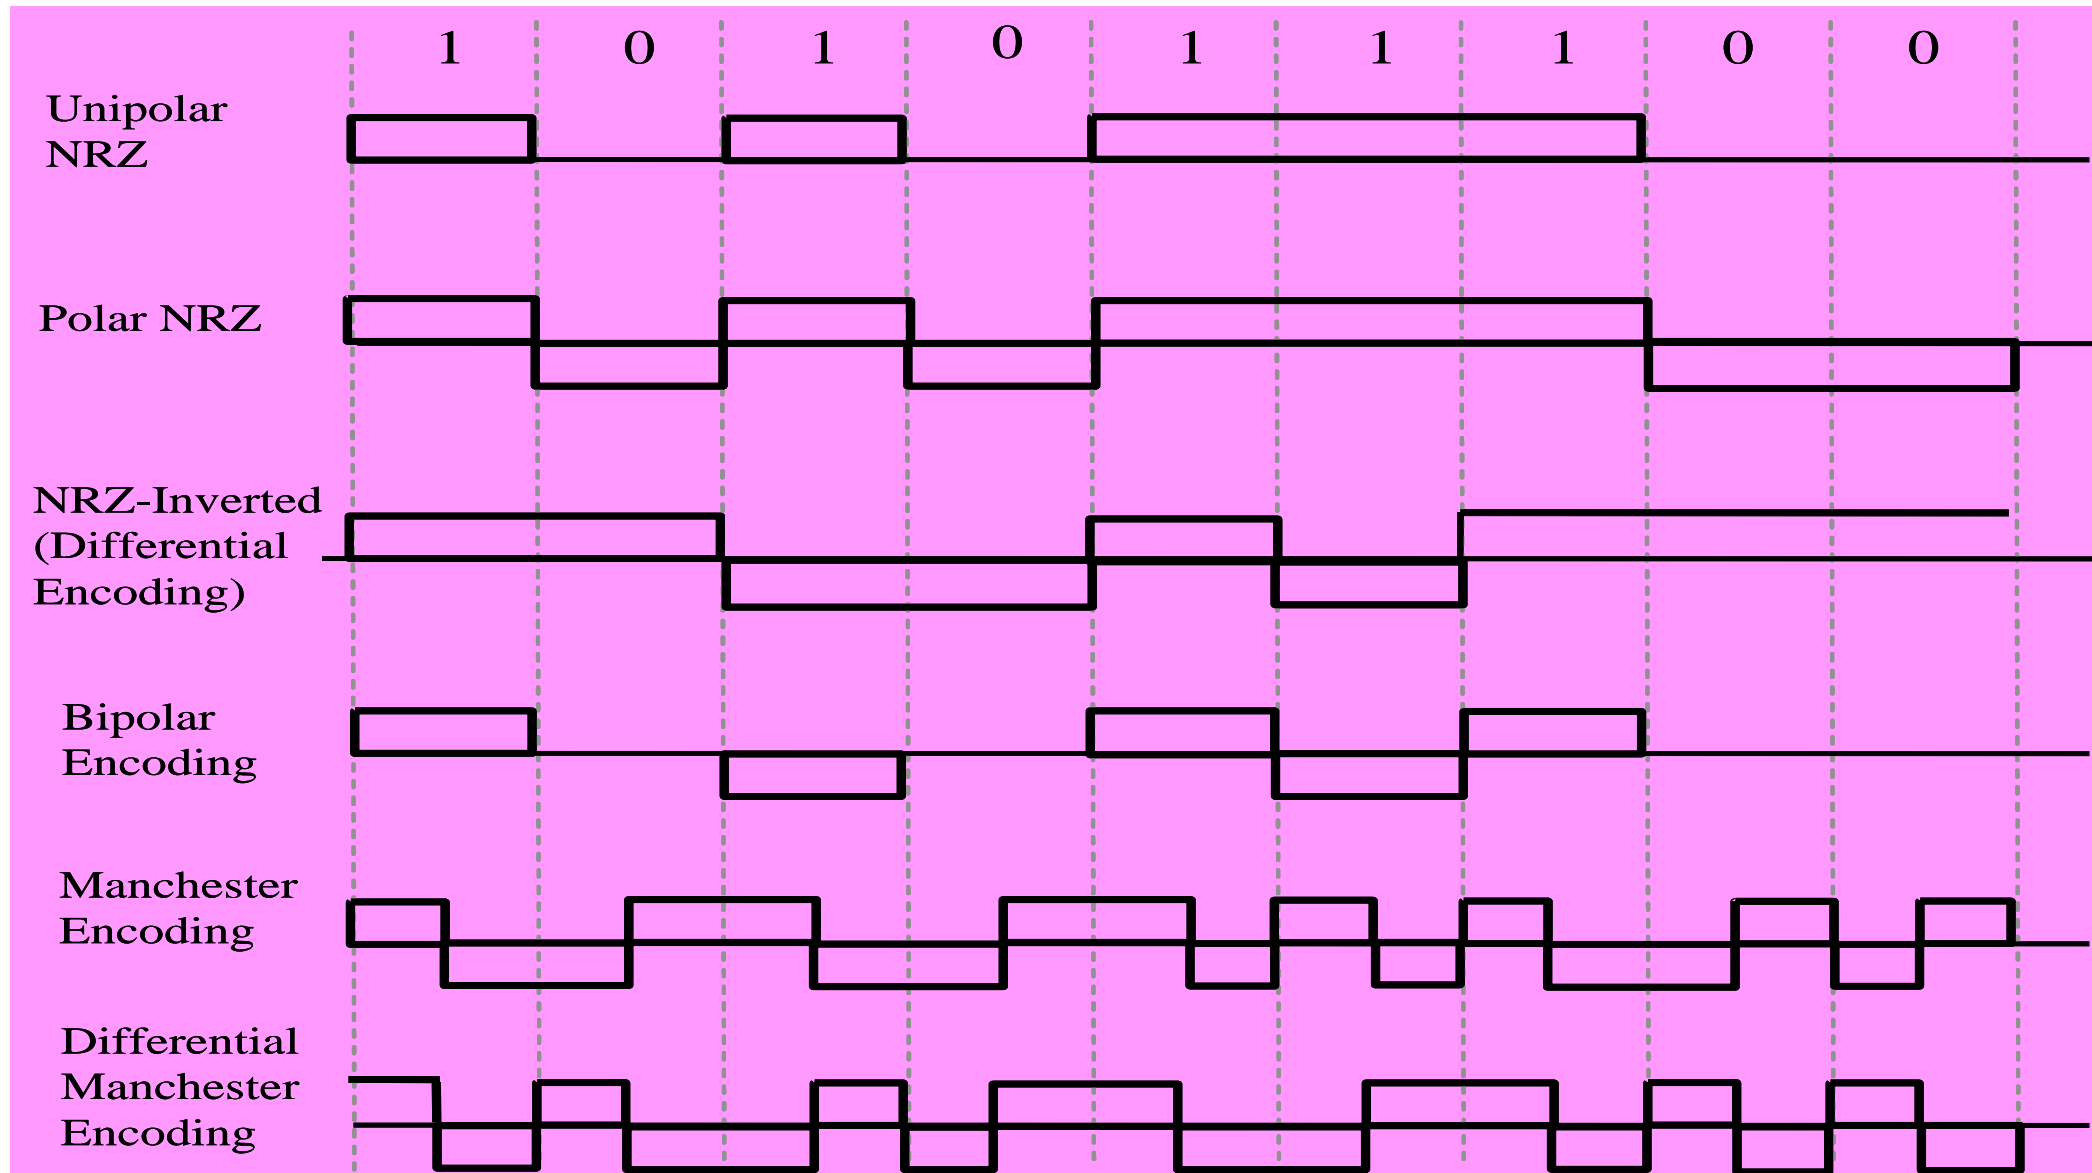 1 0 1 0 1 1 1 0 0
Unipolar
NRZ
Polar NRZ
NRZ-Inverted
(Differential
Encoding)
Bipolar
Encoding
Manchester
Encoding
Differential
Manchester
Encoding